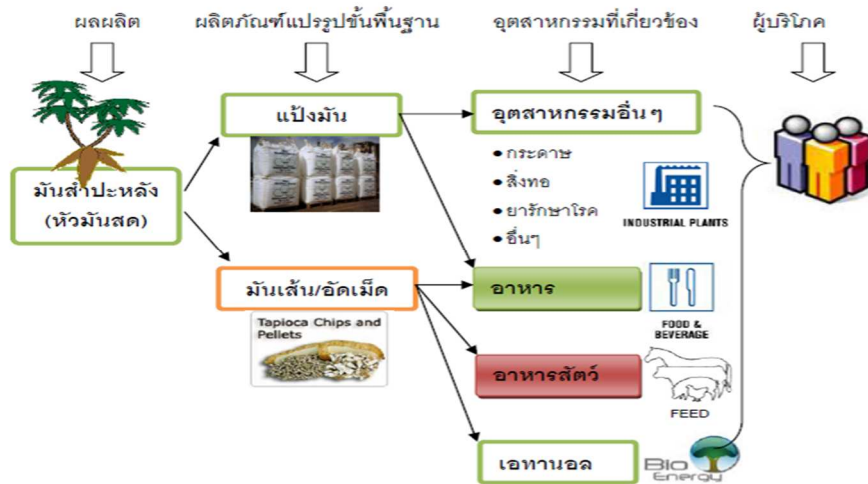 ผลผลิต
ผลิตภัณฑ์แปรรูปขั้นพื้นฐาน
อุตสาหกรรมที่เกี่ยวข้อง
ผู้บริโภค
มันสำปะหลัง
(หัวมันสด)
แป้งมัน
มันเส้น/อัดเม็ด
Tapioca Chips and
Pellets
อุตสาหกรรมอื่นๆ
• กระดาษ
• สิ่งทอ
• ยารักษาโรค
• อื่นๆ
INDUSTRIAL PLANTS
อาหาร
FOOD &
BEVERAGE
อาหารสัตว์
FEED
เอทานอล
Bio
Energy